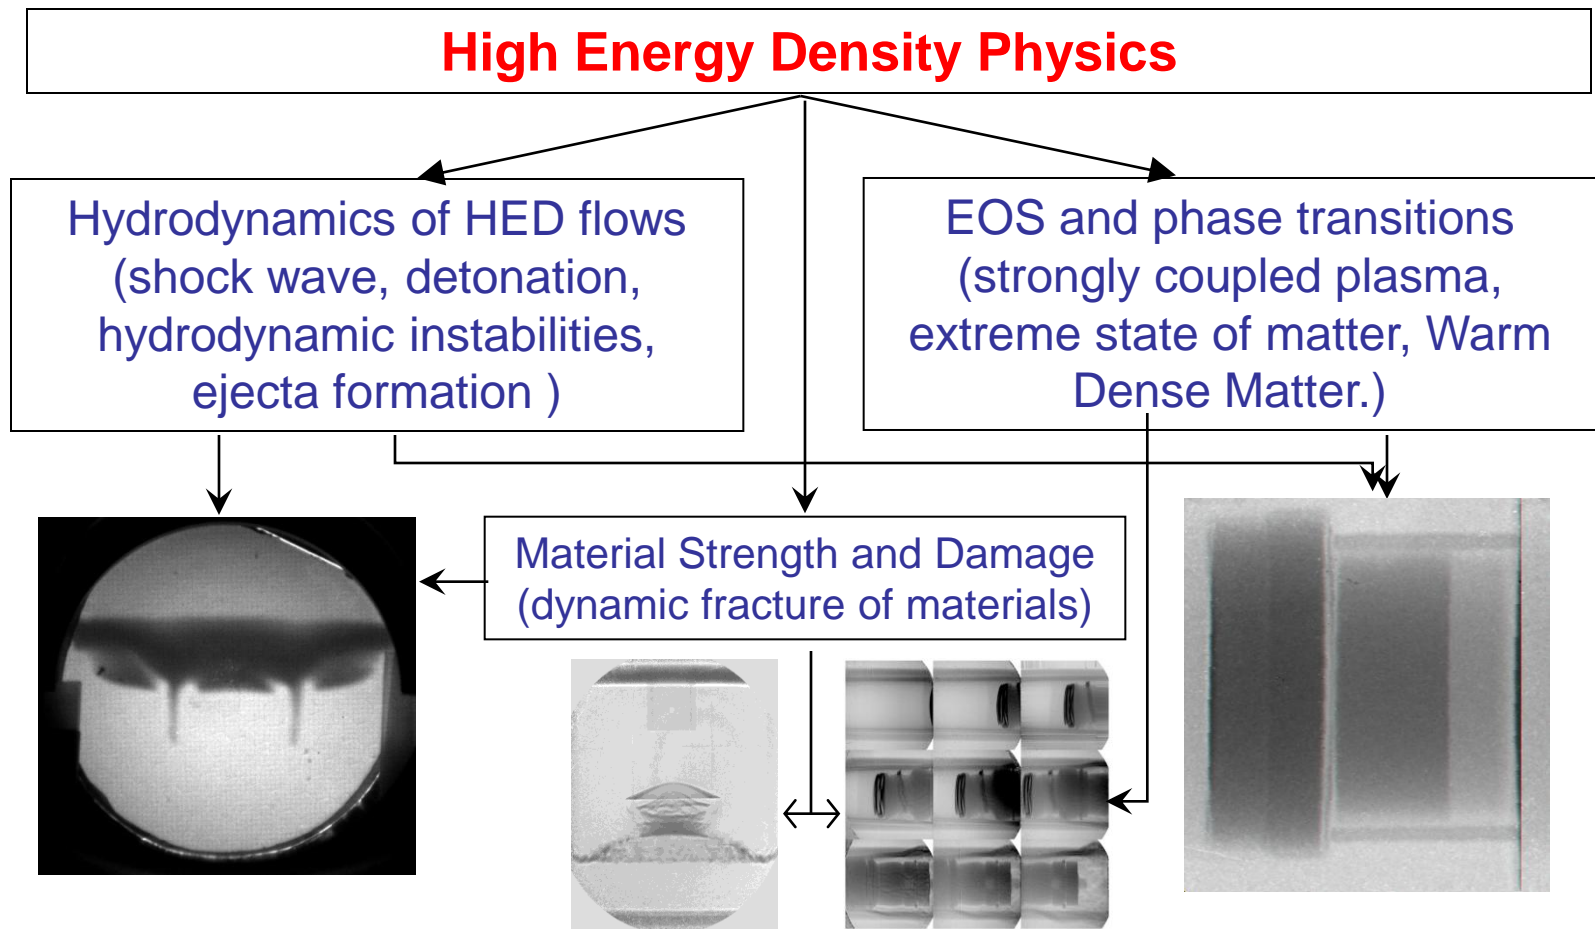 High Energy Density Physics
Hydrodynamics of HED flows
(shock wave, detonation,
hydrodynamic instabilities,
ejecta formation )
EOS and phase transitions
(strongly coupled plasma,
extreme state of matter, Warm
Dense Matter.)
Material Strength and Damage
(dynamic fracture of materials)